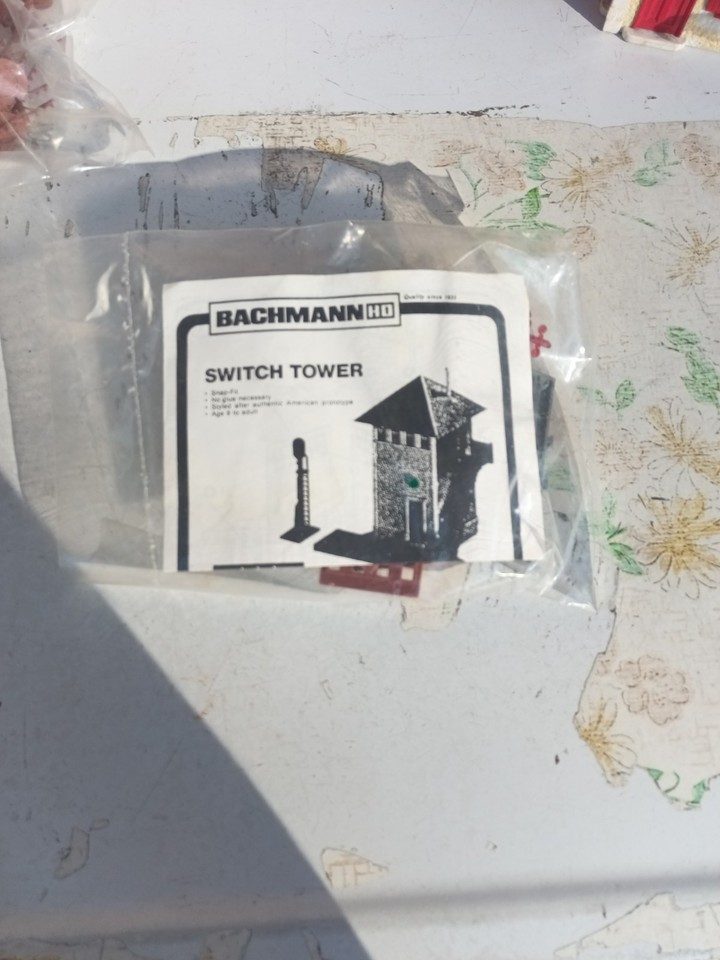 BACHMANN HO
Quality since 1833
SWITCH TOWER
• Snap-Fit
• No glue necessary
• Styled after authentic American prototype
• Age 8 to adult